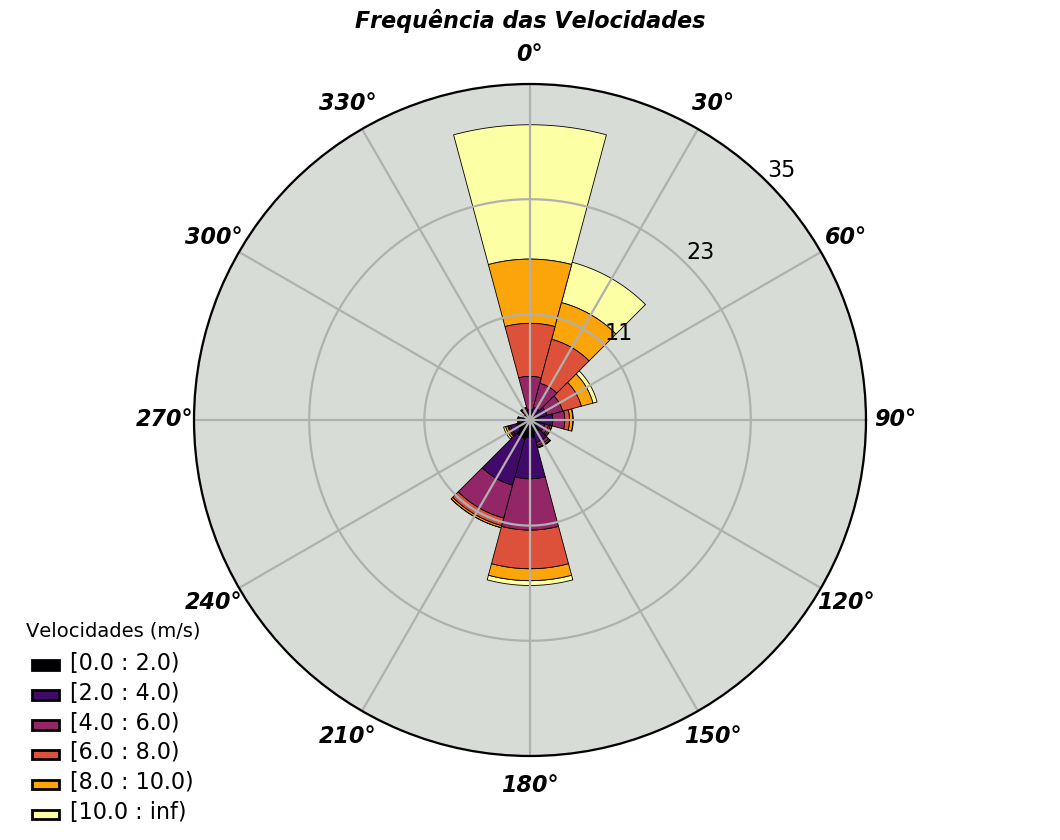 Frequência das Velocidades
0°
330°
30°
35
300°
60°
23
11
270°
90°
240°
120°
210°
150°
180°
Velocidades (m/s)
[0.0 : 2.0)
[2.0 : 4.0)
[4.0 : 6.0)
[6.0 : 8.0)
[8.0 : 10.0)
[10.0 : inf)